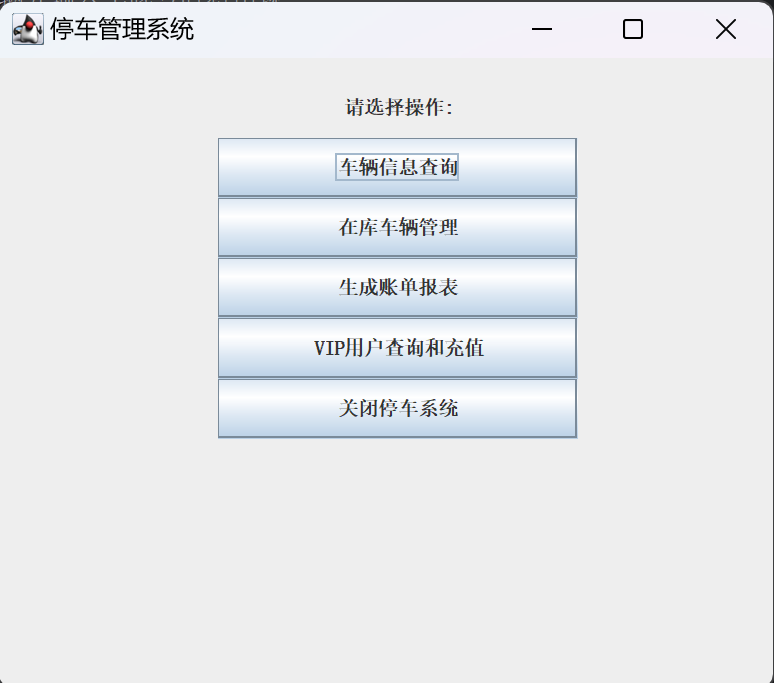 停车管理系统
请选择操作:
车辆信息查询
在库车辆管理
生成账单报表
VIP用户查询和充值
关闭停车系统